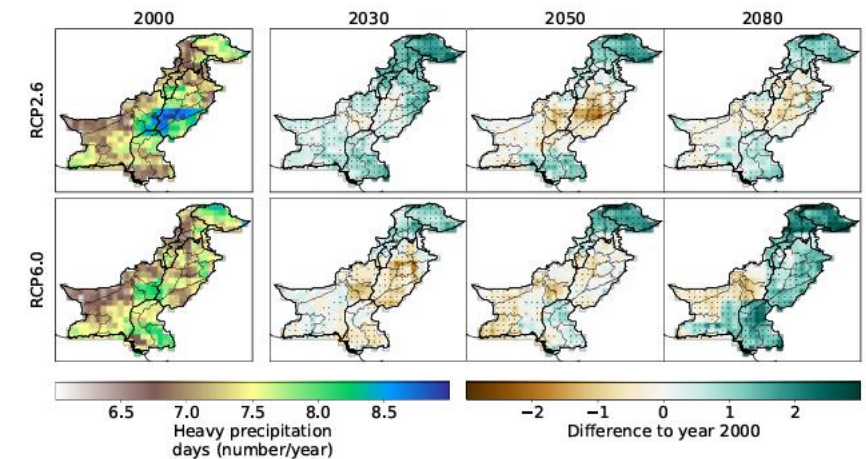 2000 2030 2050 2080
RCP2.6
RCP6.0
6.5 7.0 7.5 8.0 8.5
Heavy precipitation
days (number/year)
−2 −1 0 1 2
Difference to year 2000